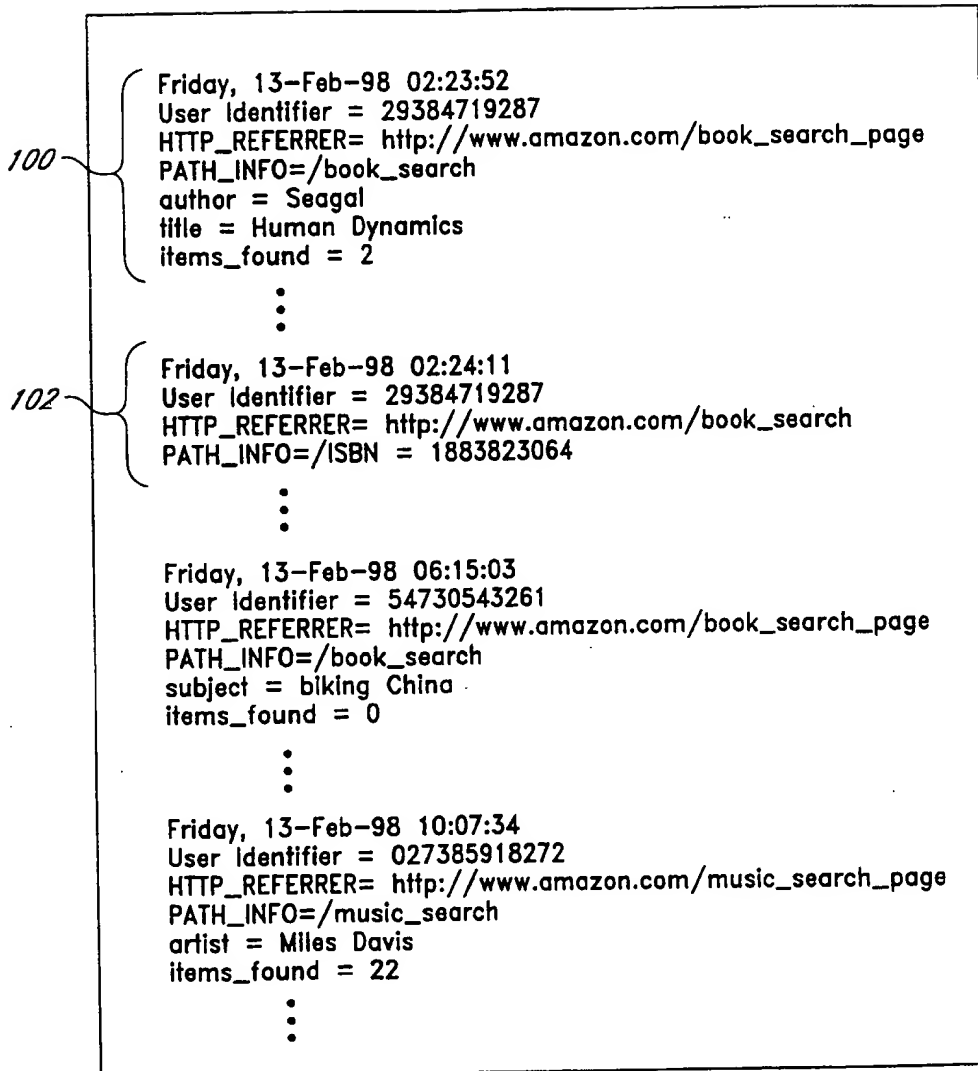 100
Friday, 13-Feb-98 02:23:52
User Identifier = 29384719287
HTTP_REFERRER= http://www.amazon.com/book_search_page
PATH_INFO=/book_search
author = Seagal
title = Human Dynamics
items_found = 2
102
Friday, 13-Feb-98 02:24:11
User Identifier = 29384719287
HTTP_REFERRER= http://www.amazon.com/book_search
PATH_INFO=/ISBN = 1883823064
Friday, 13-Feb-98 06:15:03
User Identifier = 54730543261
HTTP_REFERRER= http://www.amazon.com/book_search_page
PATH_INFO=/book_search
subject = biking China
items_found = 0
Friday, 13-Feb-98 10:07:34
User Identifier = 027385918272
HTTP_REFERRER= http://www.amazon.com/music_search_page
PATH_INFO=/music_search
artist = Miles Davis
items_found = 22